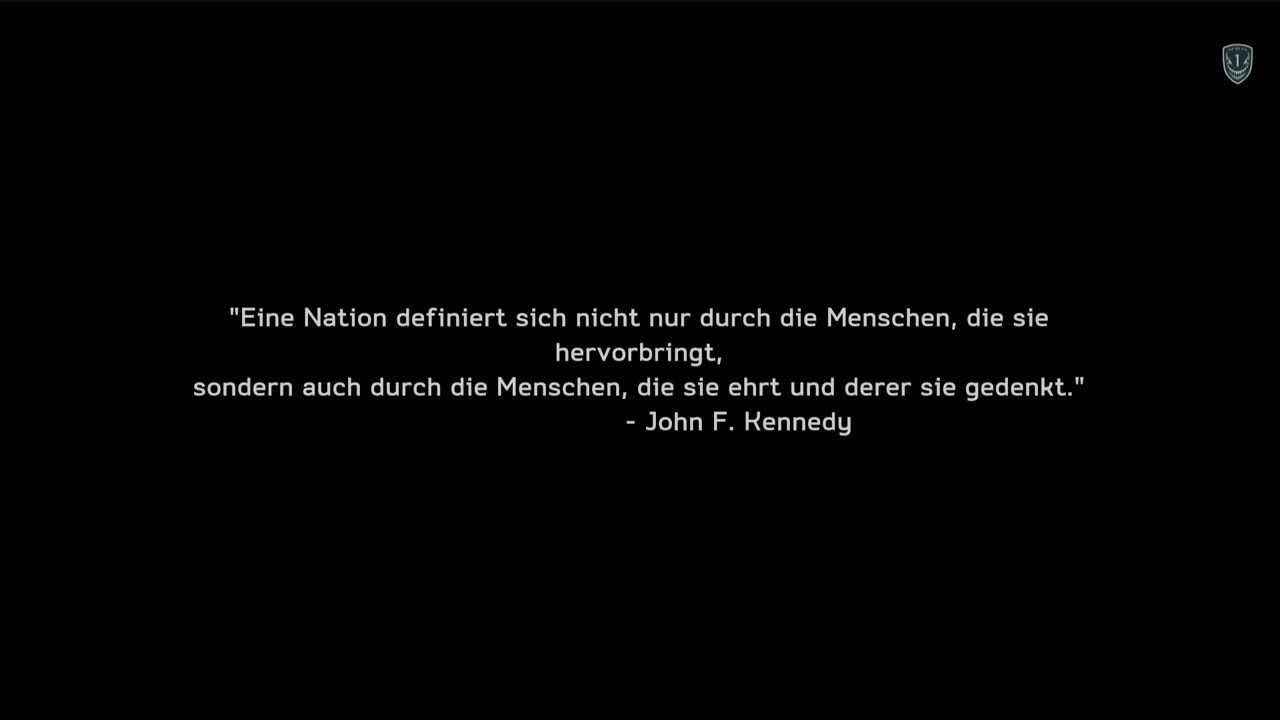 "Eine Nation definiert sich nicht nur durch die Menschen, die sie
hervorbringt,
sondern auch durch die Menschen, die sie ehrt und derer sie gedenkt."
- John F. Kennedy
1